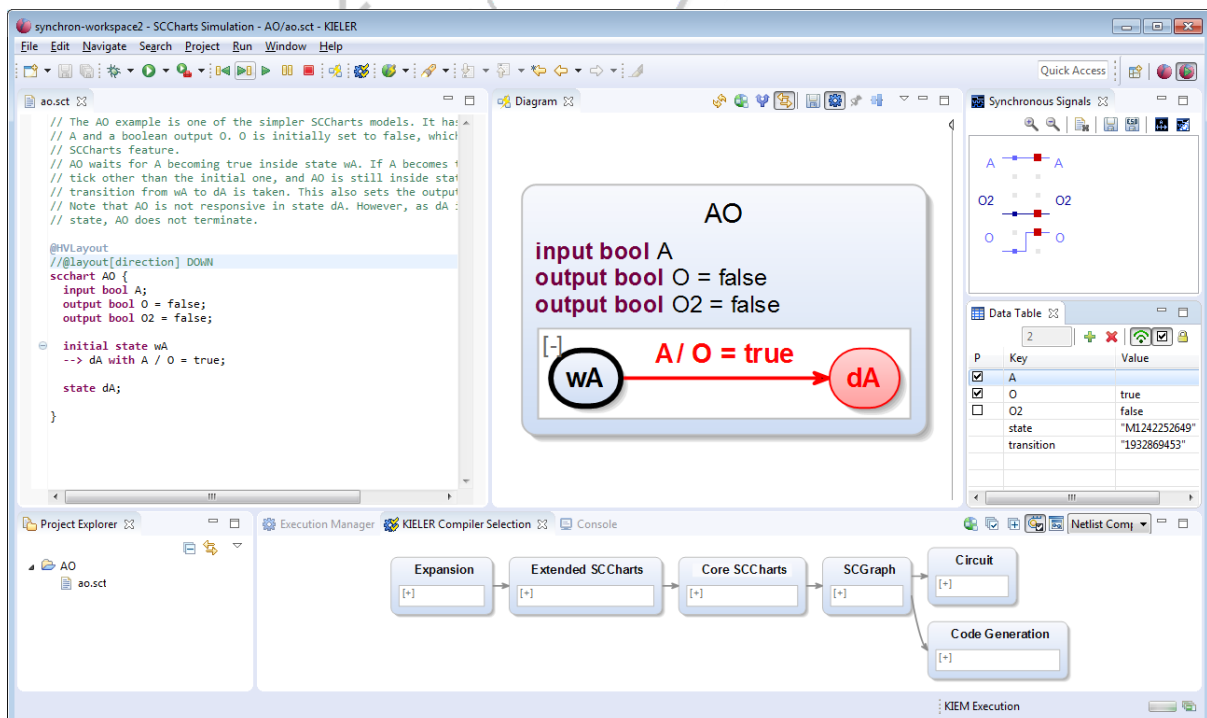 synchron-workspace2 - SCCharts Simulation - AO/ao.sct - KIELER
File Edit Navigate Search Project Run Window Help
Quick Access
ao.sct
// The AO example is one of the simpler SCCharts models. It has
// A and a boolean output O. O is initially set to false, which
// SCCharts feature.
// AO waits for A becoming true inside state wA. If A becomes t
// tick other than the initial one, and AO is still inside stat
// transition from wA to dA is taken. This also sets the output
// Note that AO is not responsive in state dA. However, as dA i
// state, AO does not terminate.
@HVLayout
//@layout[direction] DOWN
scchart AO {
input bool A;
output bool O = false;
output bool O2 = false;
initial state wA
--> dA with A / O = true;
state dA;
}
Diagram
AO
input bool A
output bool O = false
output bool O2 = false
[-]
wA
A / O = true
dA
Synchronous Signals
A A
O2 O2
O O
Data Table
2
P Key Value
A
O true
O2 false
state "M1242252649"
transition "1932869453"
Project Explorer
AO
ao.sct
Execution Manager KIELER Compiler Selection Console
Netlist Comp
Expansion
[+]
Extended SCCharts
[+]
Core SCCharts
[+]
SCGraph
[+]
Circuit
[+]
Code Generation
[+]
KIEM Execution